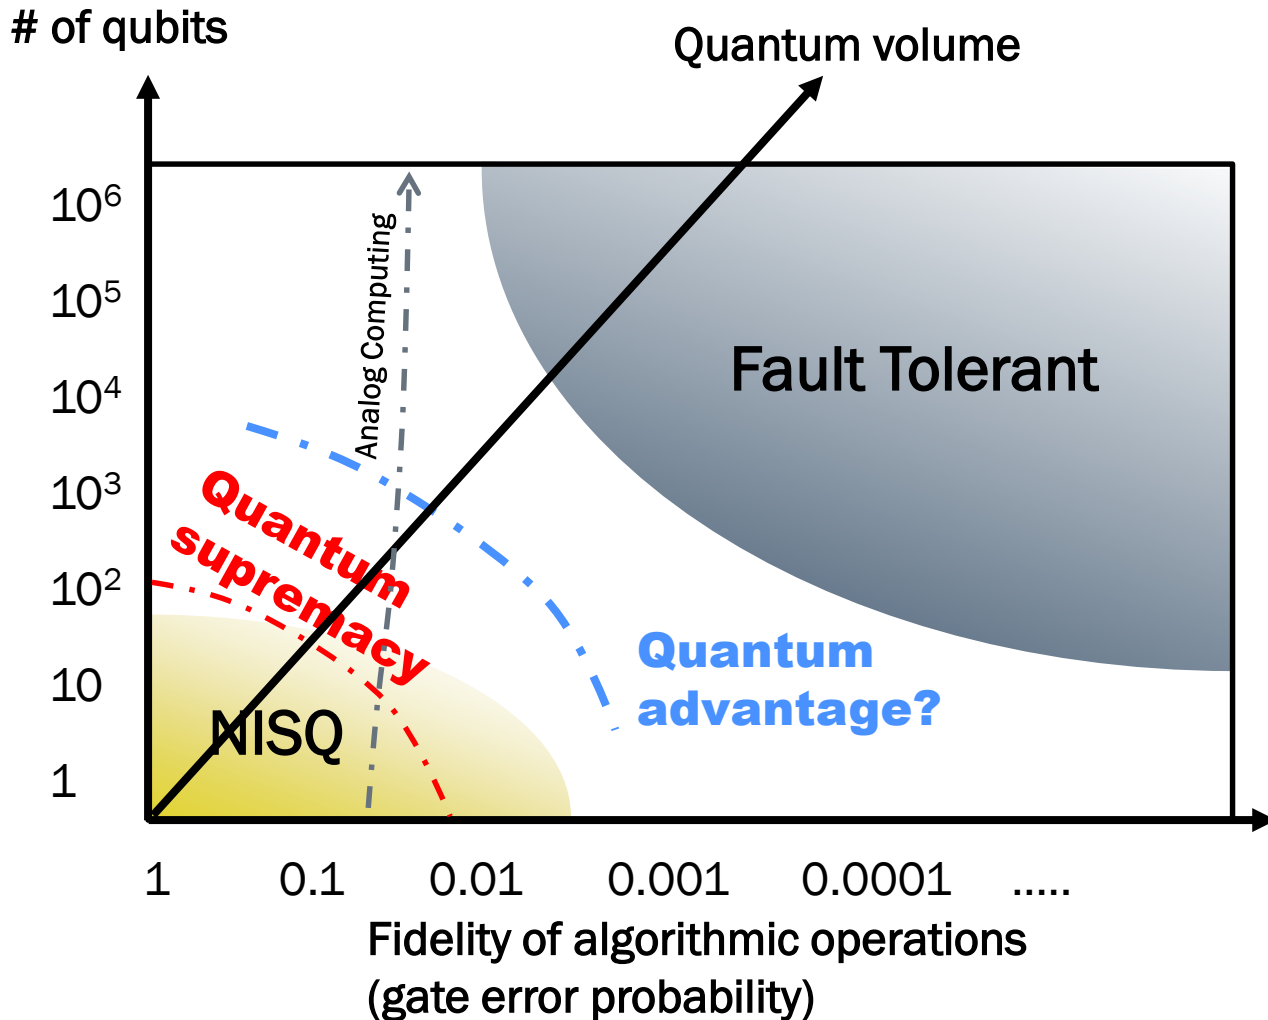 # of qubits
Quantum volume
10⁶
10⁵
10⁴
10³
10²
10
1
Analog Computing
Fault Tolerant
Quantum
supremacy
Quantum
advantage?
NISQ
1 0.1 0.01 0.001 0.0001 .....
Fidelity of algorithmic operations
(gate error probability)